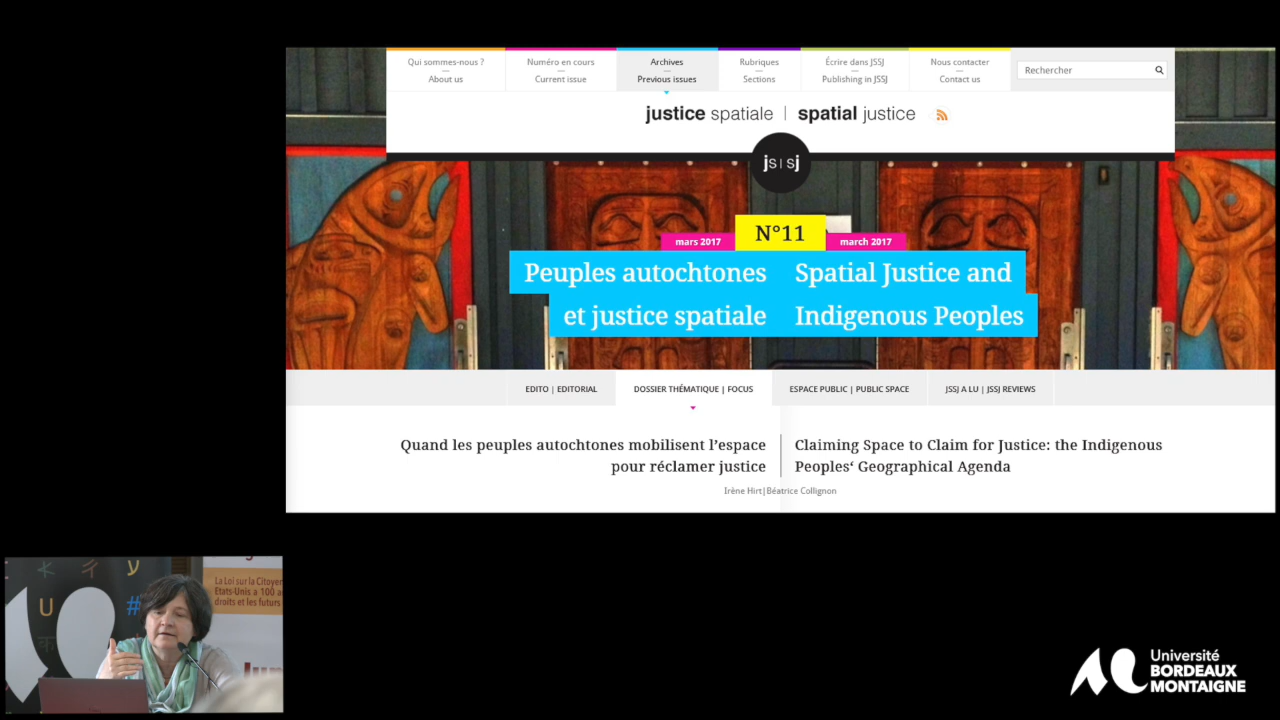 Qui sommes-nous ?
About us
Numéro en cours
Current issue
Archives
Previous issues
Rubriques
Sections
Écrire dans JSSJ
Publishing in JSSJ
Nous contacter
Contact us
Rechercher
justice spatiale | spatial justice
js | sj
N°11
mars 2017
march 2017
Peuples autochtones
et justice spatiale
Spatial Justice and
Indigenous Peoples
EDITO | EDITORIAL
DOSSIER THÉMATIQUE | FOCUS
ESPACE PUBLIC | PUBLIC SPACE
JSSJ A LU | JSSJ REVIEWS
Quand les peuples autochtones mobilisent l’espace
pour réclamer justice
Claiming Space to Claim for Justice: the Indigenous
Peoples‘ Geographical Agenda
Irène Hirt|Béatrice Collignon
La Loi sur la Citoyen
Etats-Unis a 100 a
droits et les futurs
U
#
Université
BORDEAUX
MONTAIGNE